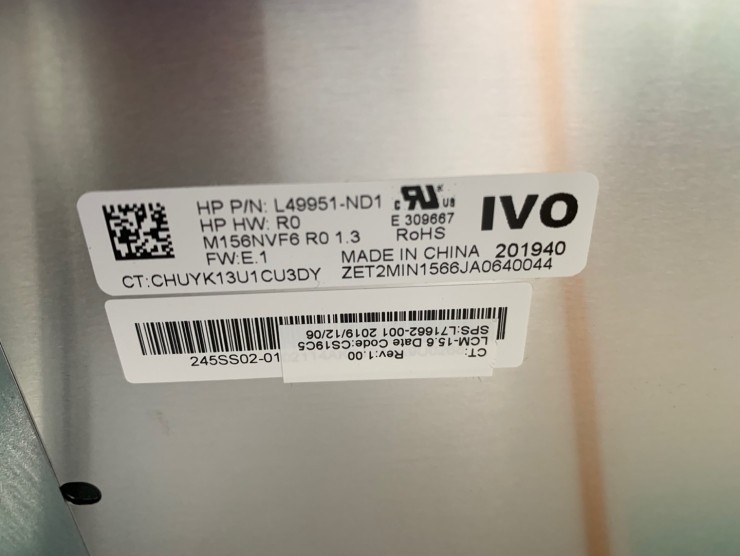 HP P/N: L49951-ND1
HP HW: R0
M156NVF6 R0 1.3
FW:E.1
CT:CHUYK13U1CU3DY
c RU us
E 309667
RoHS
IVO
MADE IN CHINA 201940
ZET2MIN1566JA0640044
245SS02-01
CT:
Rev:1.00
LCM-15.6 Date Code:CS19C5
SPS:L71662-001 2019/12/06